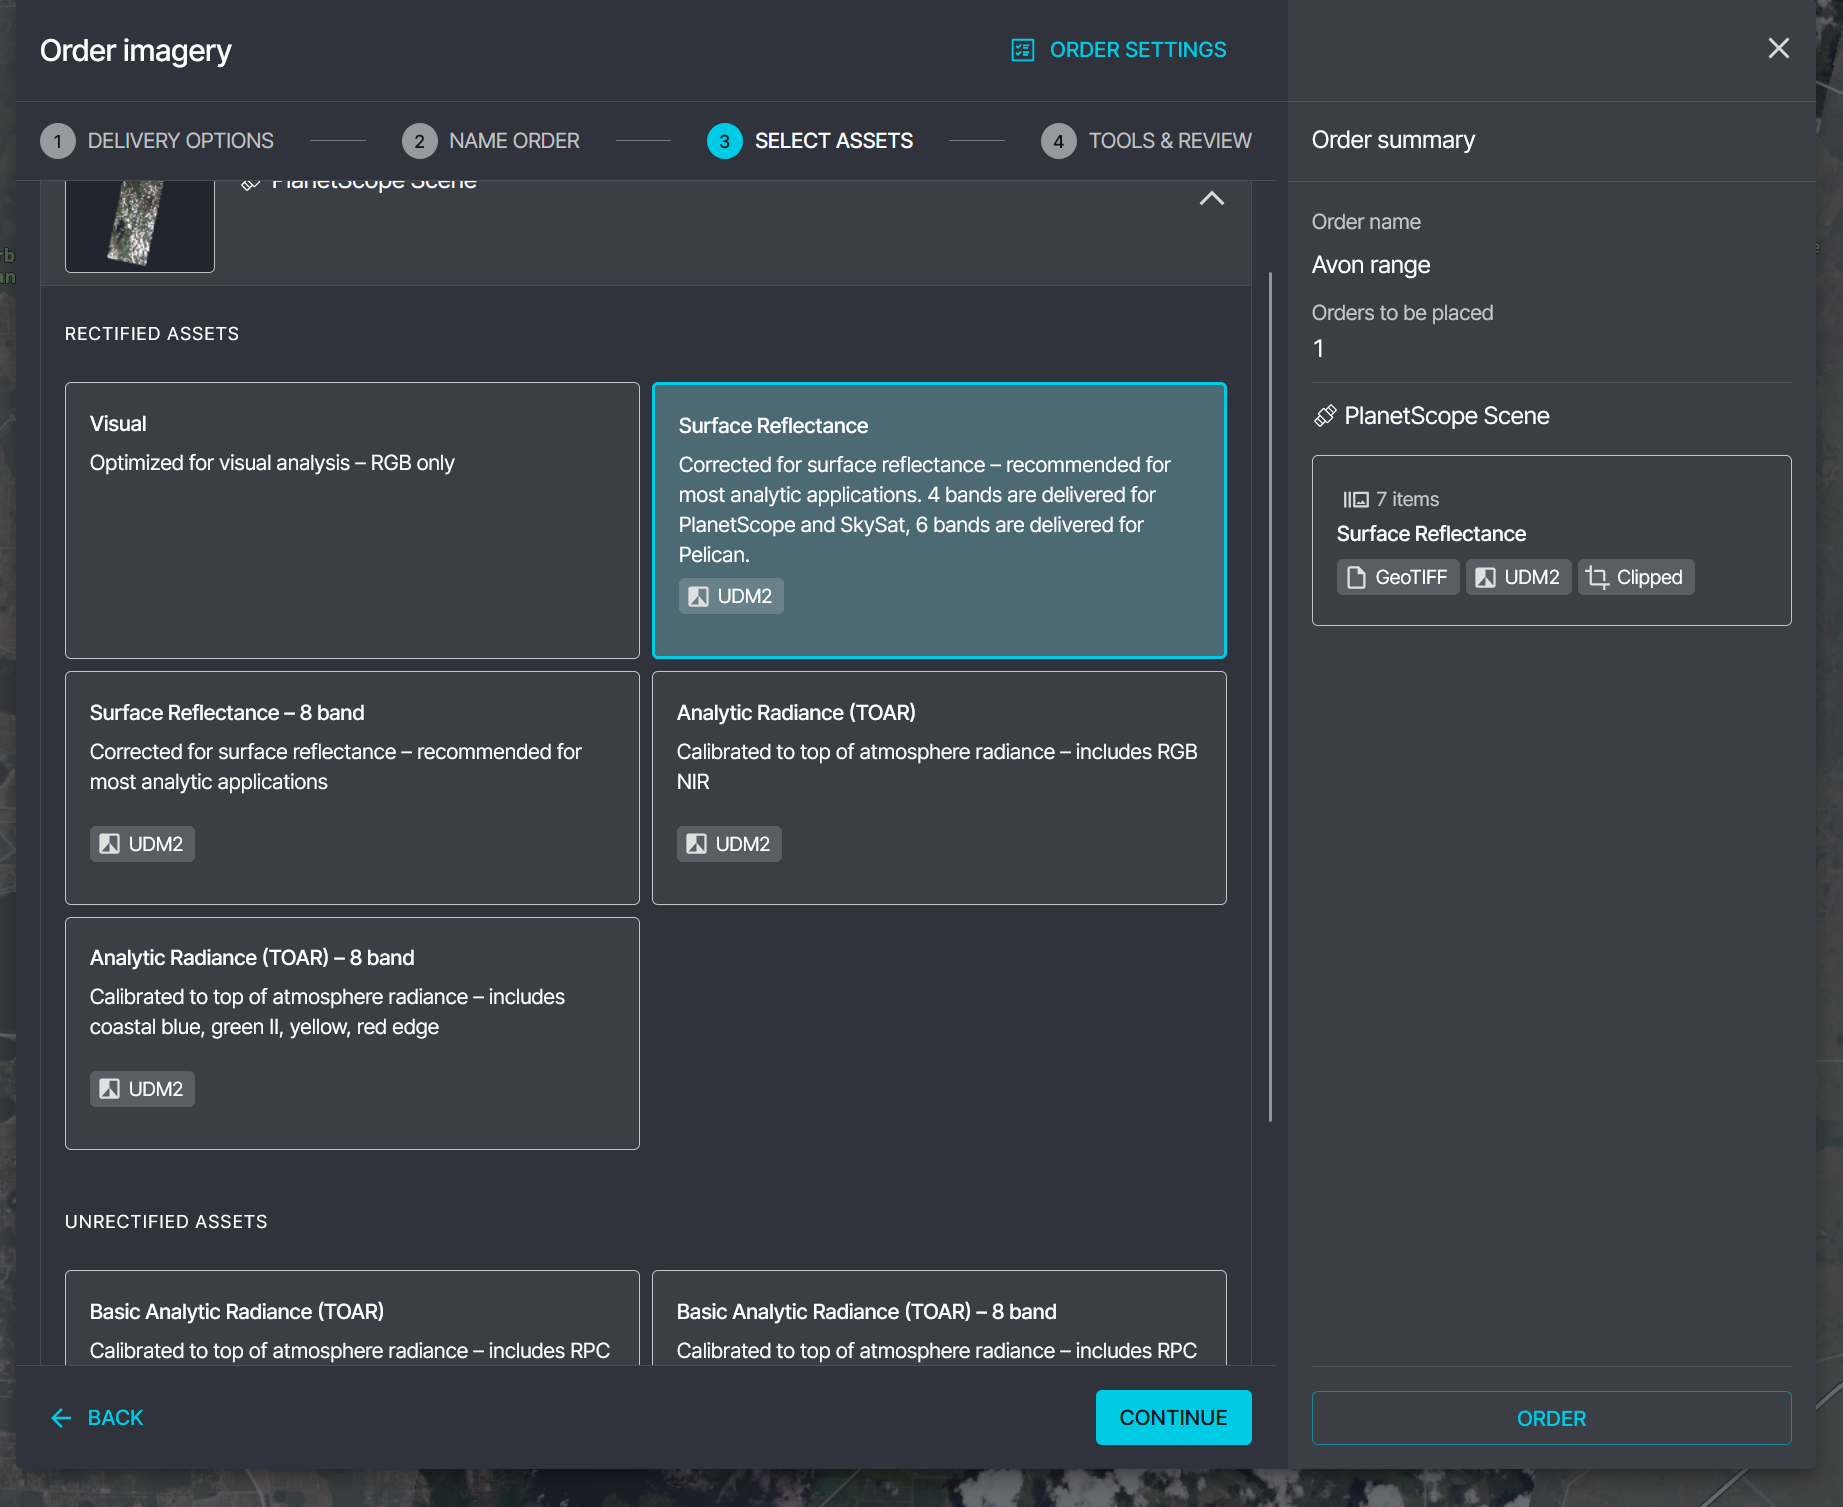 Order imagery
ORDER SETTINGS
1 DELIVERY OPTIONS
2 NAME ORDER
3 SELECT ASSETS
4 TOOLS & REVIEW
PlanetScope Scene
RECTIFIED ASSETS
Visual
Optimized for visual analysis – RGB only
Surface Reflectance
Corrected for surface reflectance – recommended for
most analytic applications. 4 bands are delivered for
PlanetScope and SkySat, 6 bands are delivered for
Pelican.
UDM2
Surface Reflectance – 8 band
Corrected for surface reflectance – recommended for
most analytic applications
UDM2
Analytic Radiance (TOAR)
Calibrated to top of atmosphere radiance – includes RGB
NIR
UDM2
Analytic Radiance (TOAR) – 8 band
Calibrated to top of atmosphere radiance – includes
coastal blue, green II, yellow, red edge
UDM2
UNRECTIFIED ASSETS
Basic Analytic Radiance (TOAR)
Calibrated to top of atmosphere radiance – includes RPC
Basic Analytic Radiance (TOAR) – 8 band
Calibrated to top of atmosphere radiance – includes RPC
BACK
CONTINUE
Order summary
Order name
Avon range
Orders to be placed
1
PlanetScope Scene
7 items
Surface Reflectance
GeoTIFF
UDM2
Clipped
ORDER